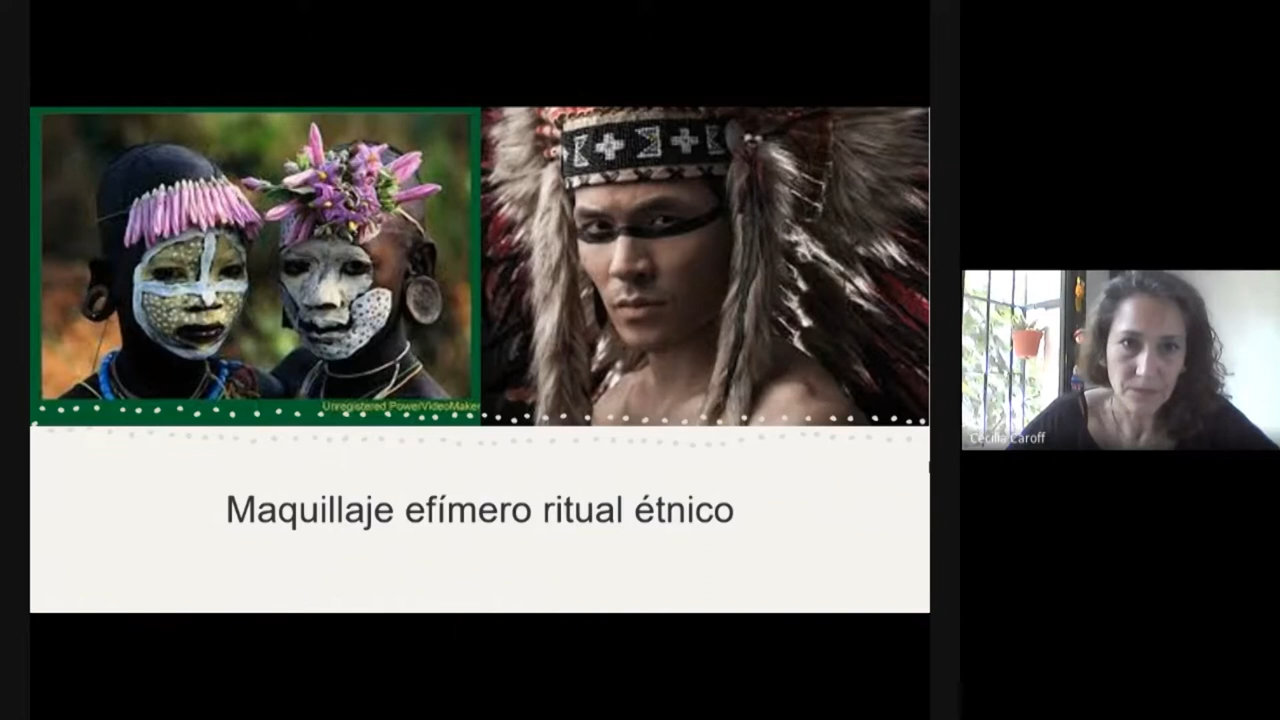 Unregistered PowerVideoMaker
Maquillaje efímero ritual étnico
Cecilia Caroff